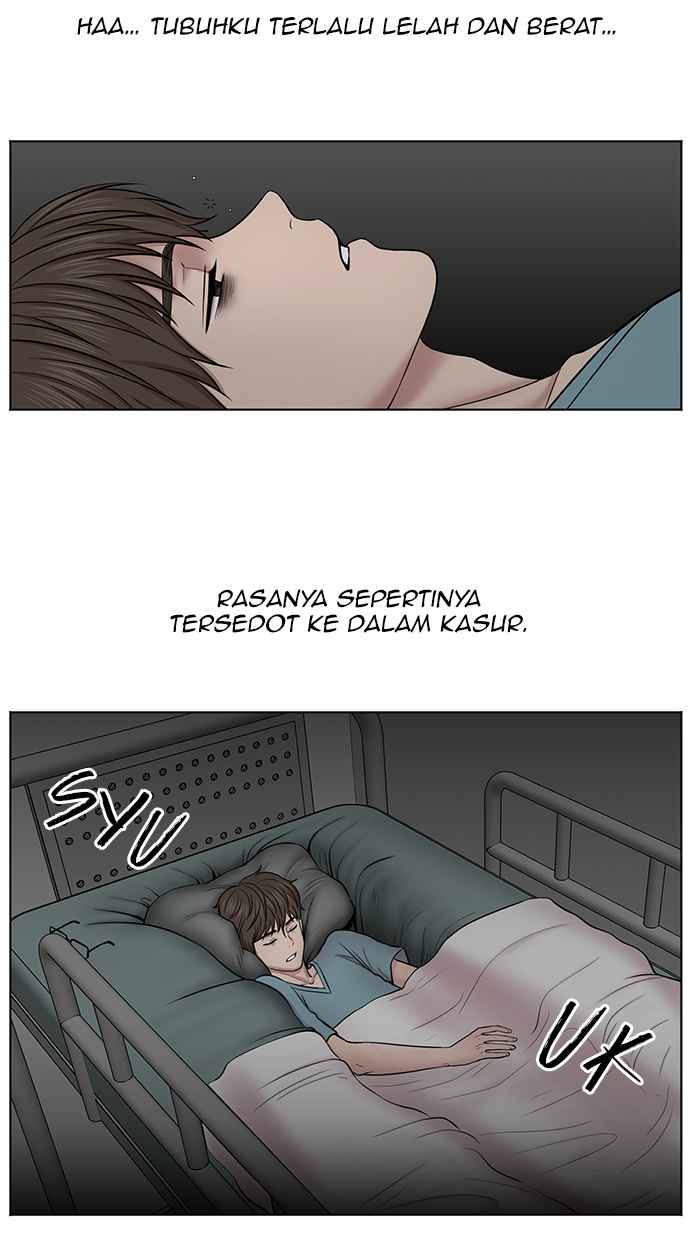 HAA... TUBUHKU TERLALU LELAH DAN BERAT...
RASANYA SEPERTINYA
TERSEDOT KE DALAM KASUR.
SYU
UK